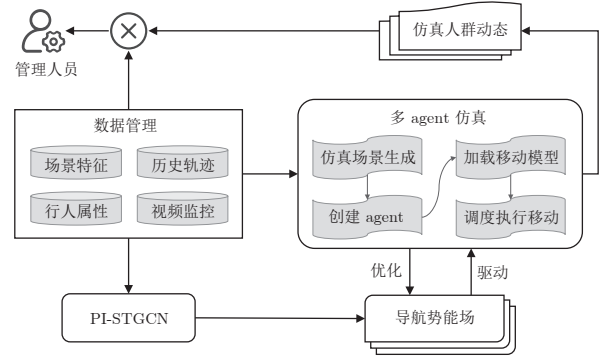 仿真人群动态
管理人员
数据管理
场景特征
历史轨迹
行人属性
视频监控
多 agent 仿真
仿真场景生成
加载移动模型
创建 agent
调度执行移动
优化
驱动
PI-STGCN
导航势能场